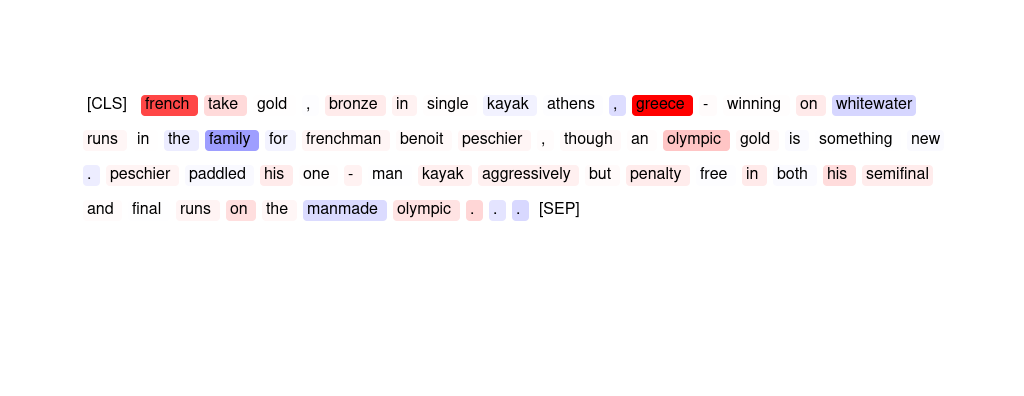 [CLS] french take gold , bronze in single kayak athens , greece - winning on whitewater
runs in the family for frenchman benoit peschier , though an olympic gold is something new
. peschier paddled his one - man kayak aggressively but penalty free in both his semifinal
and final runs on the manmade olympic . . . [SEP]